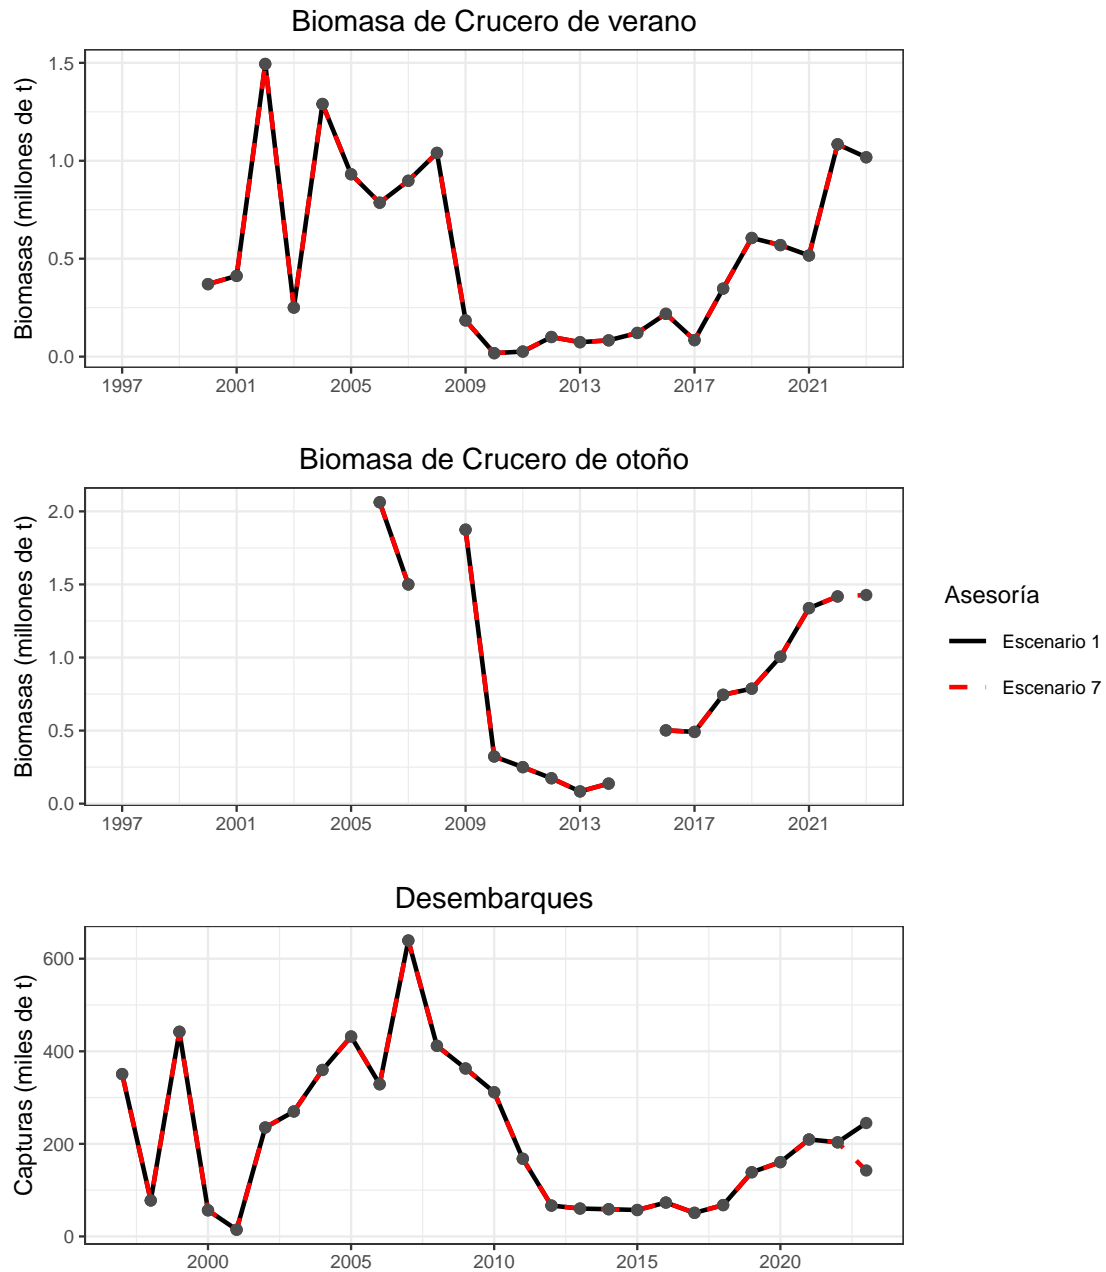 Biomasa de Crucero de verano
Biomasas (millones de t)
1.5
1.0
0.5
0.0
1997 2001 2005 2009 2013 2017 2021
Biomasa de Crucero de otoño
Biomasas (millones de t)
2.0
1.5
1.0
0.5
0.0
1997 2001 2005 2009 2013 2017 2021
Asesoría
Escenario 1
Escenario 7
Desembarques
Capturas (miles de t)
600
400
200
0
2000 2005 2010 2015 2020